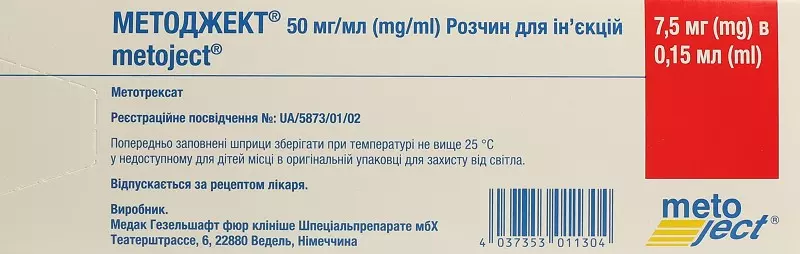 МЕТОДЖЕКТ® 50 мг/мл (mg/ml) Розчин для ін’єкцій
metoject®
7,5 мг (mg) в
0,15 мл (ml)
Метотрексат
Реєстраційне посвідчення №: UA/5873/01/02
Попередньо заповнені шприци зберігати при температурі не вище 25 °C
у недоступному для дітей місці в оригінальній упаковці для захисту від світла.
Відпускається за рецептом лікаря.
Виробник.
Медак Гезельшафт фюр клініше Шпеціальпрепарате мбХ
Театерштрассе, 6, 22880 Ведель, Німеччина
4 037353 011304
meto
ject®